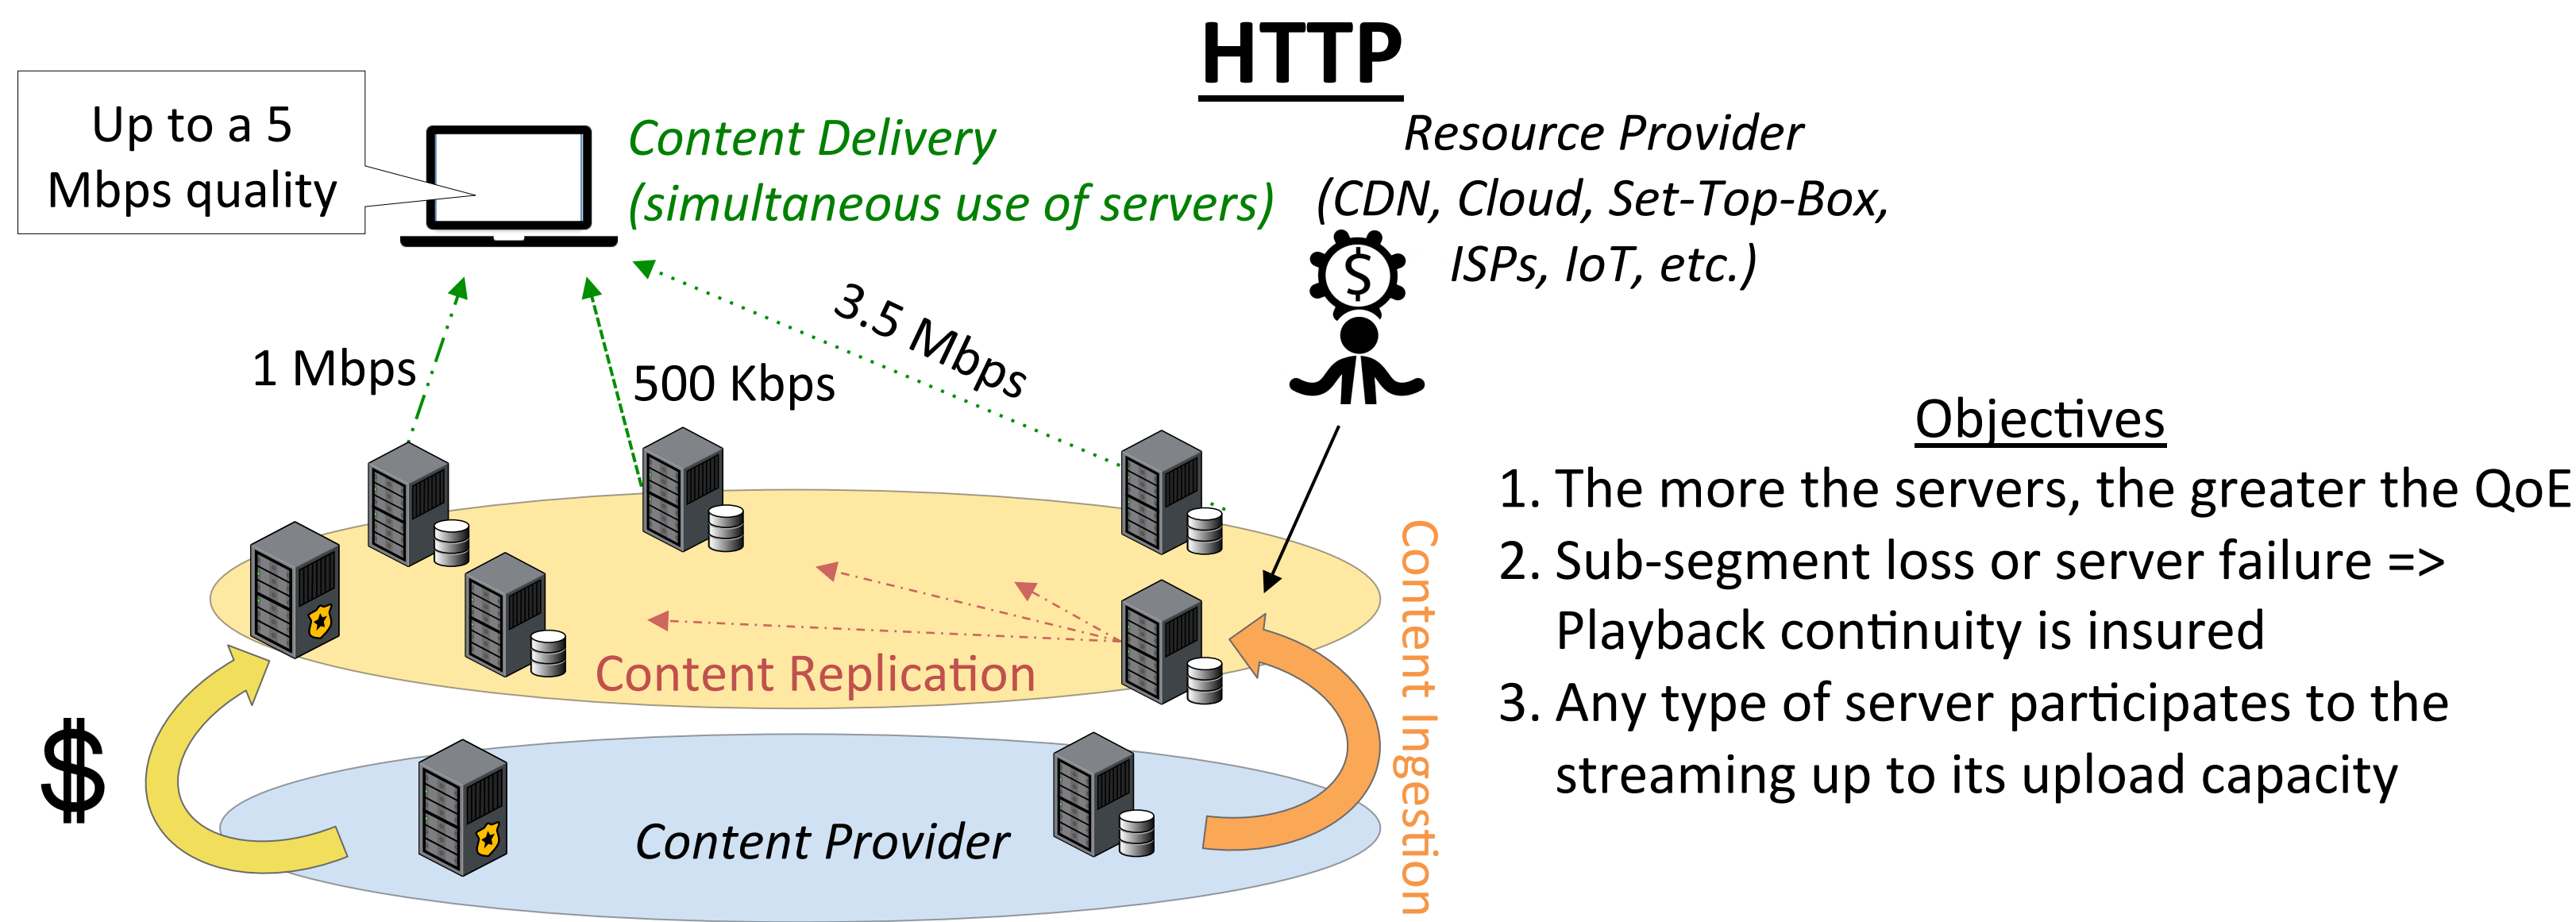 HTTP
Up to a 5
Mbps quality
Content Delivery
(simultaneous use of servers)
Resource Provider
(CDN, Cloud, Set-Top-Box,
ISPs, IoT, etc.)
$
1 Mbps
500 Kbps
3.5 Mbps
Content Replication
Content Ingestion
$
Content Provider
Objectives
1. The more the servers, the greater the QoE
2. Sub-segment loss or server failure =>
Playback continuity is insured
3. Any type of server participates to the
streaming up to its upload capacity